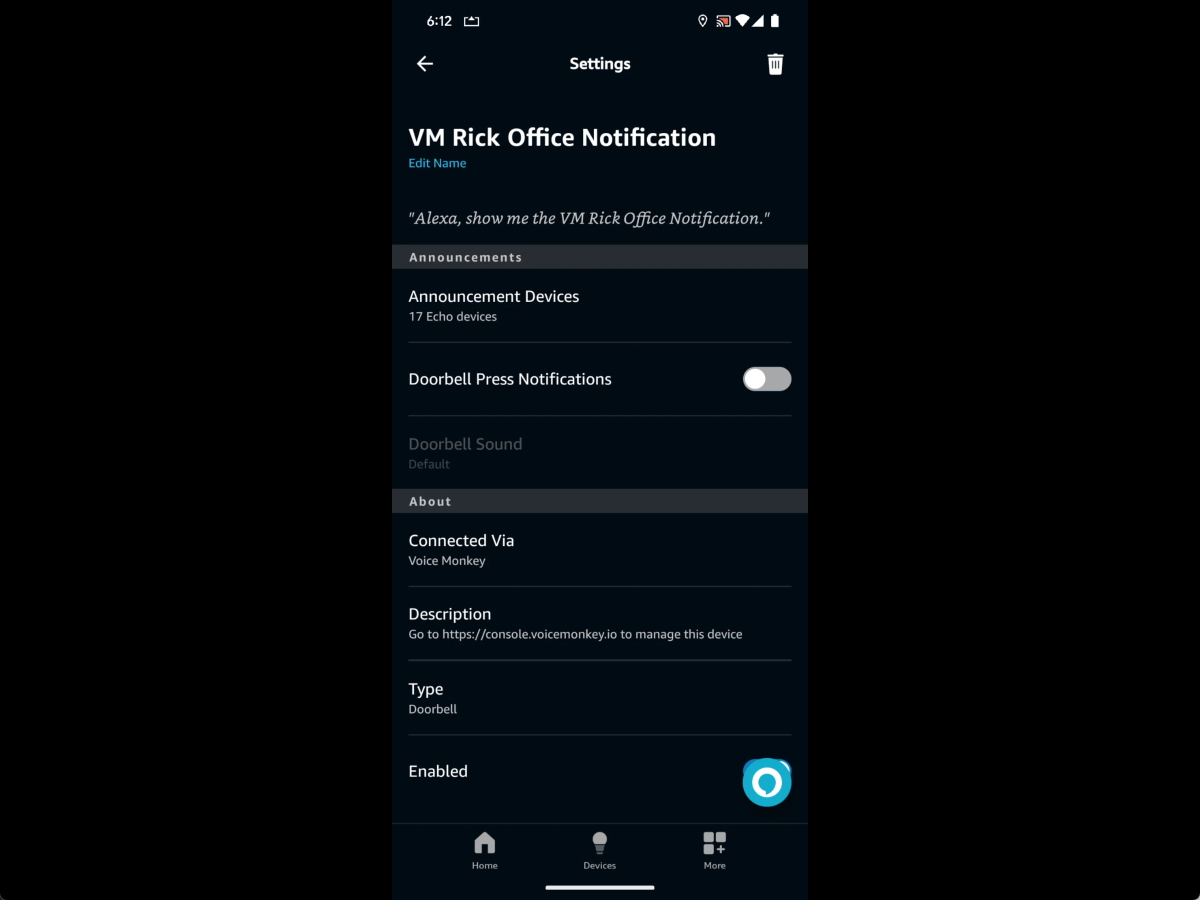 6:12
Settings
VM Rick Office Notification
Edit Name
"Alexa, show me the VM Rick Office Notification."
Announcements
Announcement Devices
17 Echo devices
Doorbell Press Notifications
Doorbell Sound
Default
About
Connected Via
Voice Monkey
Description
Go to https://console.voicemonkey.io to manage this device
Type
Doorbell
Enabled
Home
Devices
More